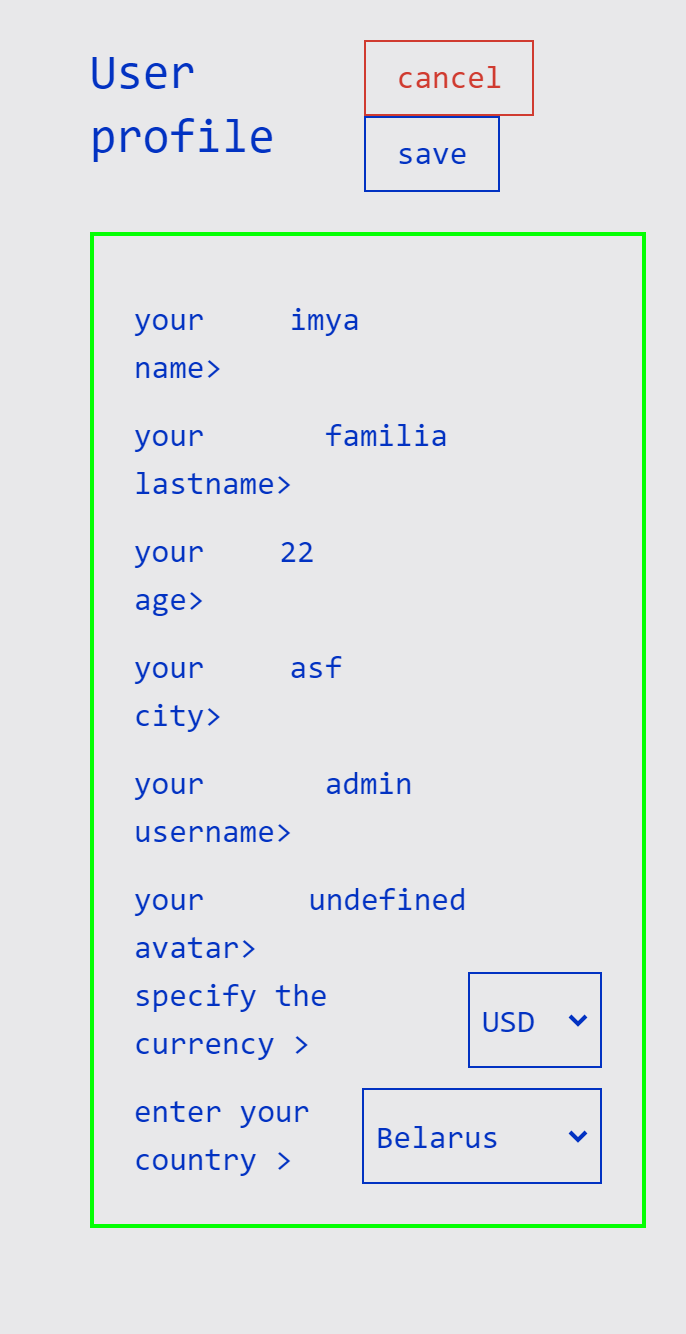 User
profile
cancel
save
your imya
name>
your familia
lastname>
your 22
age>
your asf
city>
your admin
username>
your undefined
avatar>
specify the
currency >
USD
enter your
country >
Belarus